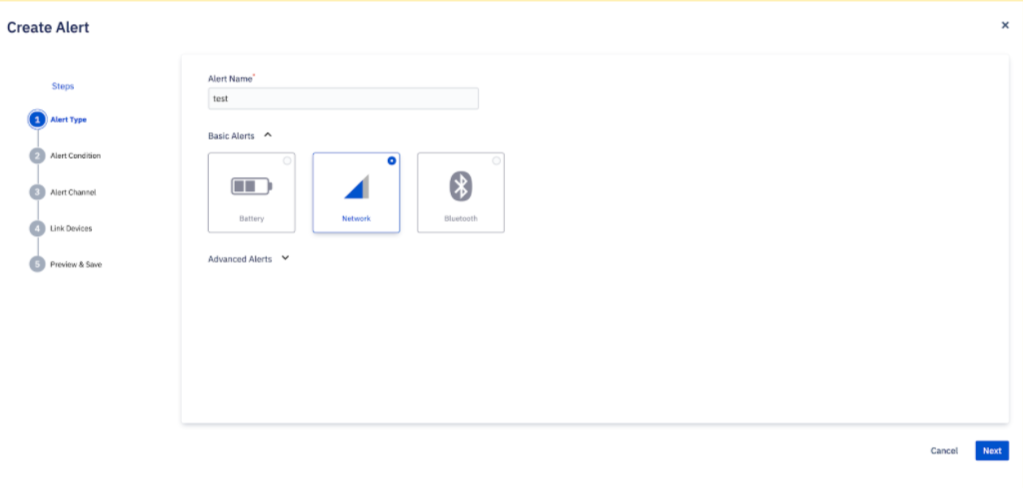 Create Alert
×
Steps
1 Alert Type
2 Alert Condition
3 Alert Channel
4 Link Devices
5 Preview & Save
Alert Name*
test
Basic Alerts
Battery
Network
Bluetooth
Advanced Alerts
Cancel
Next